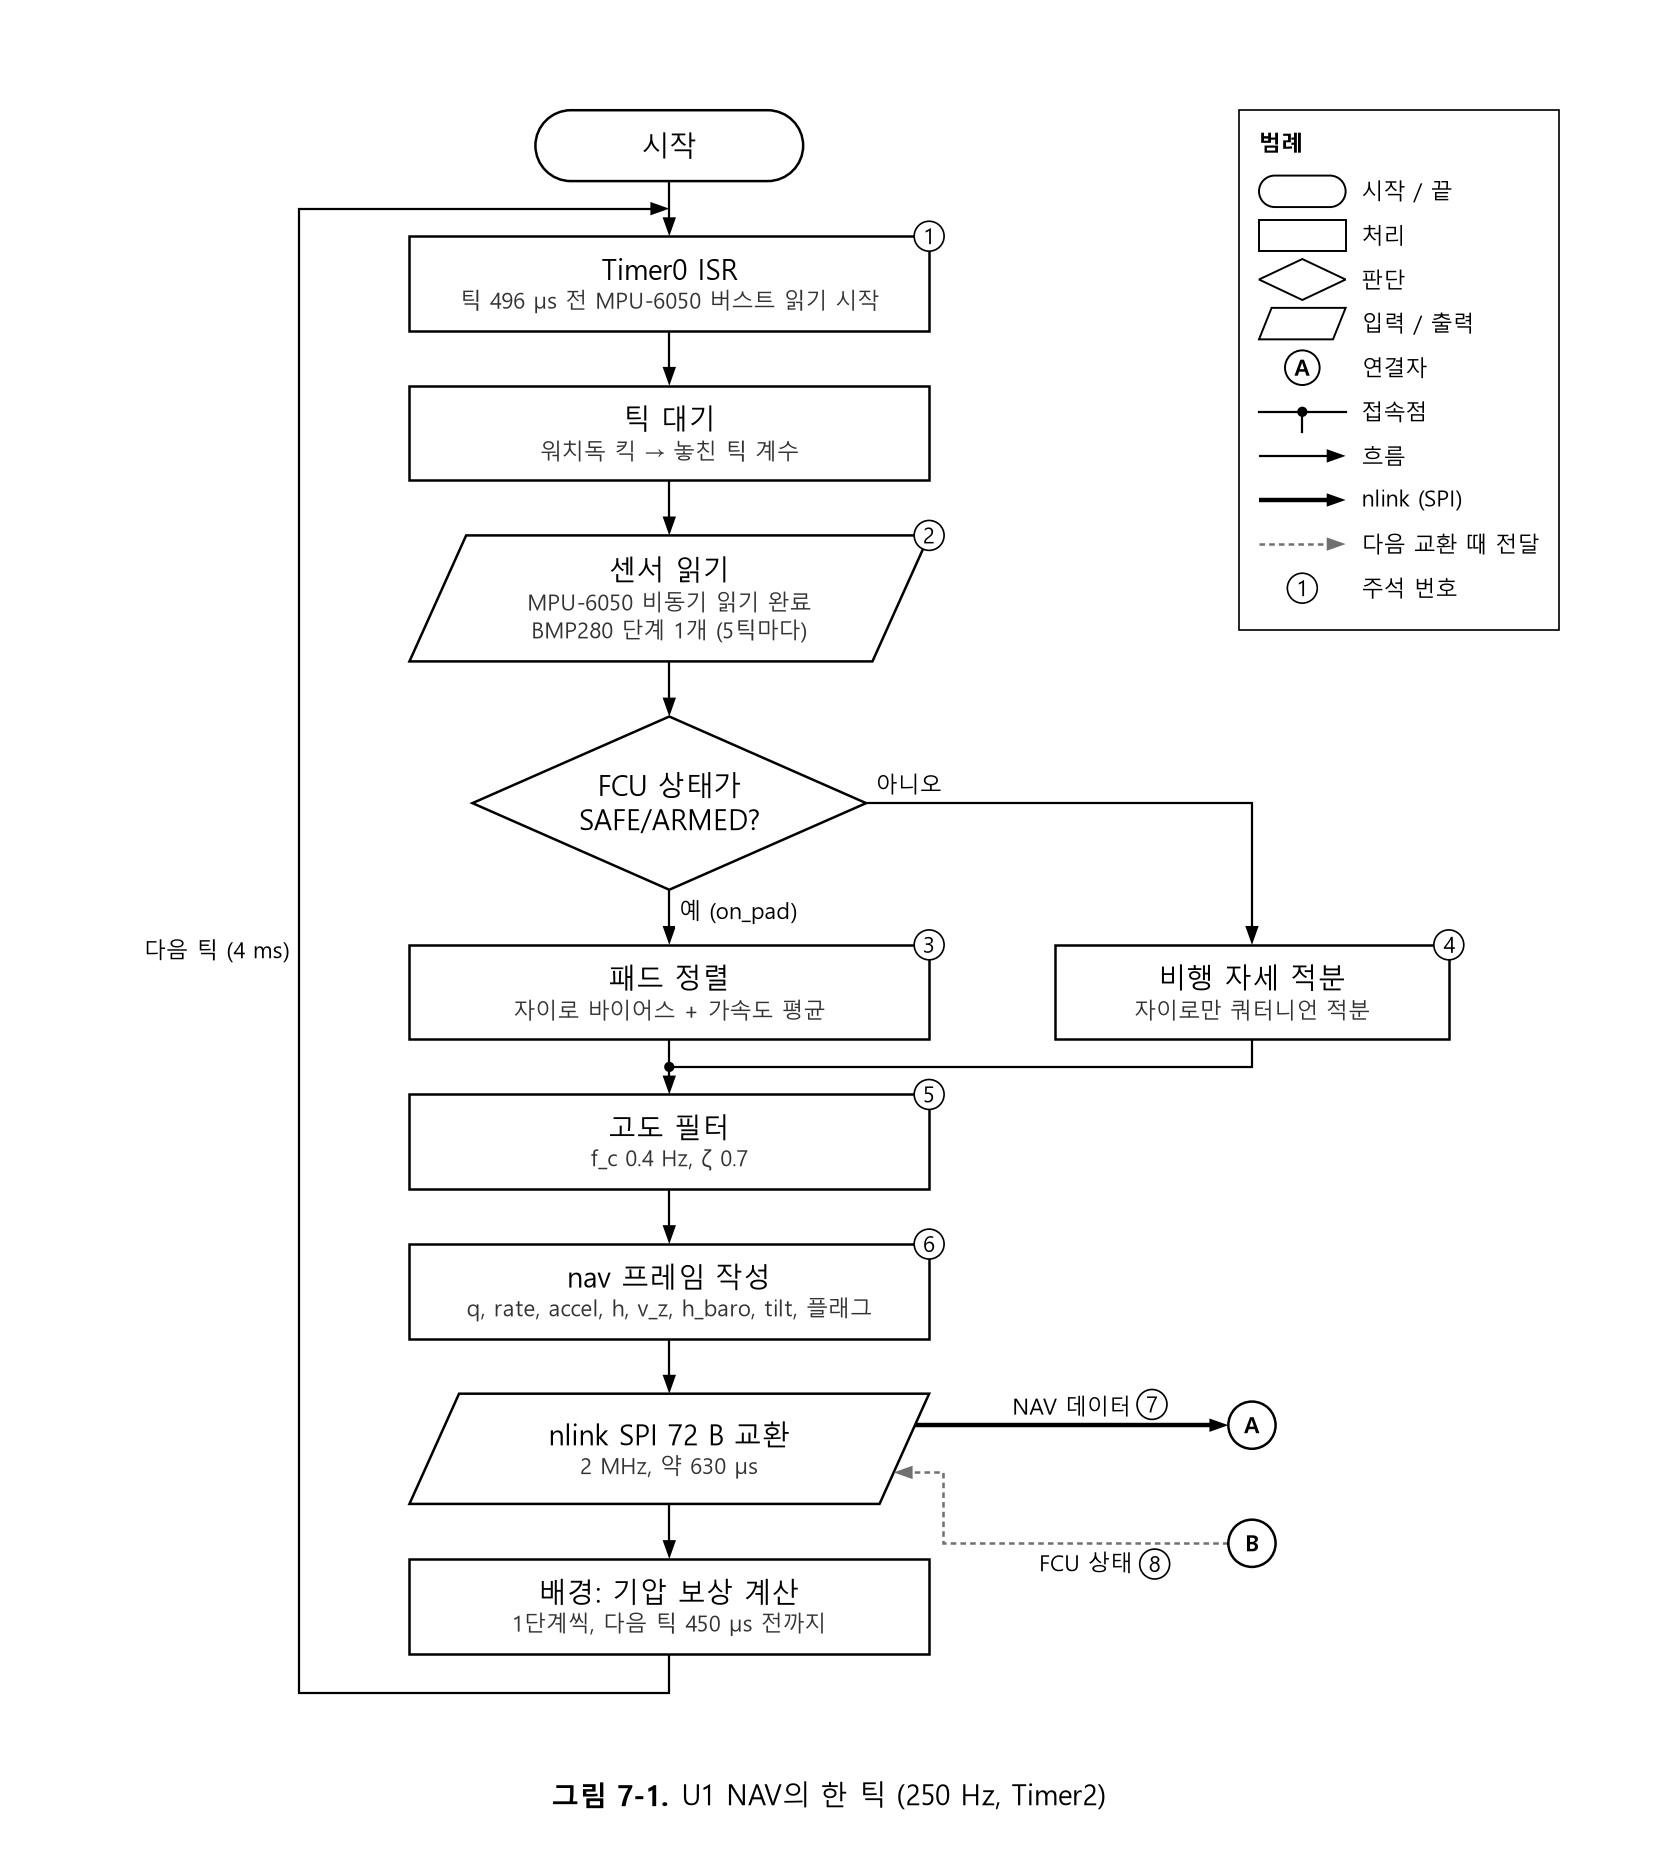 시작
Timer0 ISR
1
틱 496 µs 전 MPU-6050 버스트 읽기 시작
틱 대기
워치독 킥 → 놓친 틱 계수
센서 읽기
2
MPU-6050 비동기 읽기 완료
BMP280 단계 1개 (5틱마다)
FCU 상태가
SAFE/ARMED?
아니오
예 (on_pad)
다음 틱 (4 ms)
패드 정렬
3
자이로 바이어스 + 가속도 평균
비행 자세 적분
4
자이로만 쿼터니언 적분
고도 필터
5
f_c 0.4 Hz, ζ 0.7
nav 프레임 작성
6
q, rate, accel, h, v_z, h_baro, tilt, 플래그
nlink SPI 72 B 교환
2 MHz, 약 630 µs
NAV 데이터 7
A
B
FCU 상태 8
배경: 기압 보상 계산
1단계씩, 다음 틱 450 µs 전까지
범례
시작 / 끝
처리
판단
입력 / 출력
A 연결자
접속점
흐름
nlink (SPI)
다음 교환 때 전달
1 주석 번호
그림 7-1. U1 NAV의 한 틱 (250 Hz, Timer2)